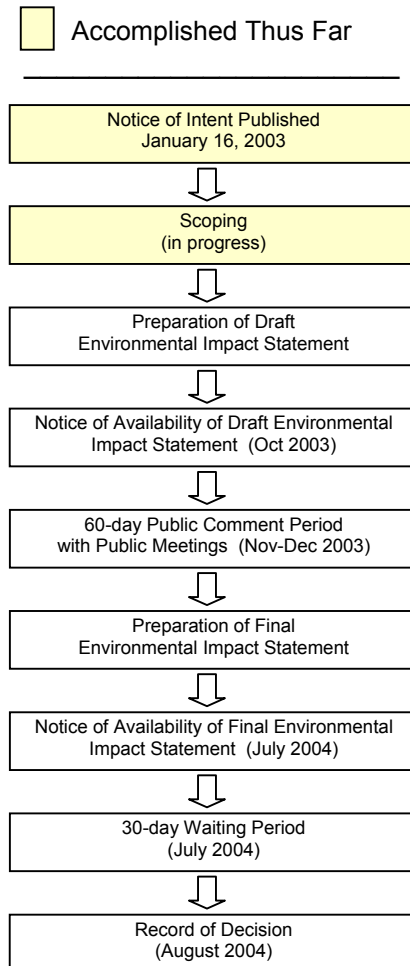 Accomplished Thus Far
Notice of Intent Published
January 16, 2003
Scoping
(in progress)
Preparation of Draft
Environmental Impact Statement
Notice of Availability of Draft Environmental
Impact Statement (Oct 2003)
60-day Public Comment Period
with Public Meetings (Nov-Dec 2003)
Preparation of Final
Environmental Impact Statement
Notice of Availability of Final Environmental
Impact Statement (July 2004)
30-day Waiting Period
(July 2004)
Record of Decision
(August 2004)